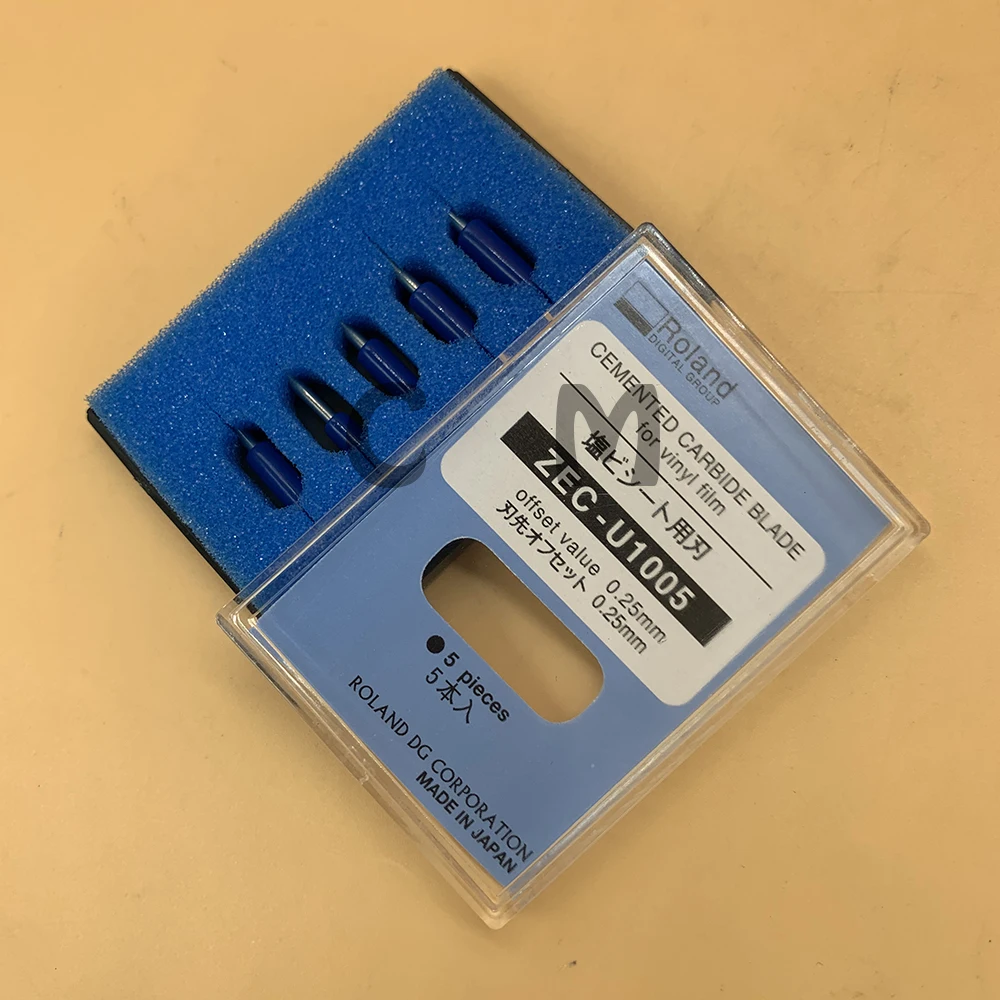 Roland
DIGITAL GROUP
CEMENTED CARBIDE BLADE
for vinyl film
塩ビシート用刃
ZEC-U1005
offset value 0.25mm
刃先オフセット 0.25mm
●5 pieces
5本入
ROLAND DG CORPORATION
MADE IN JAPAN